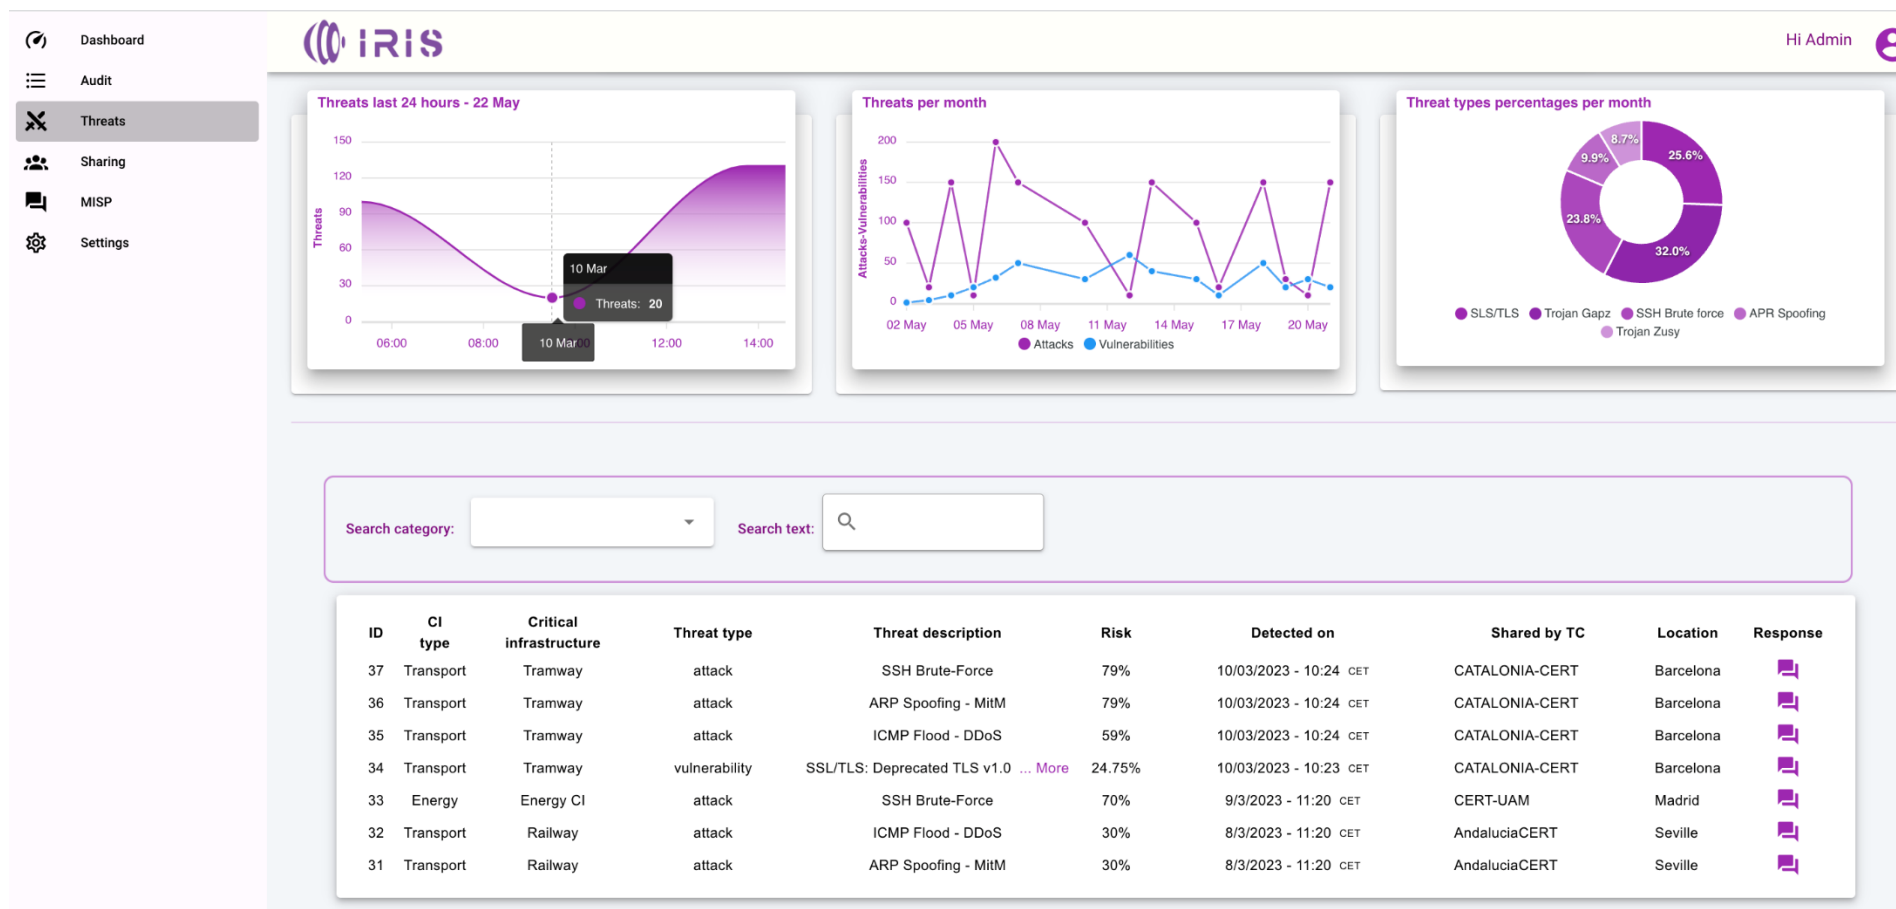 Dashboard
Audit
Threats
Sharing
MISP
Settings
IRIS
Hi Admin
Threats last 24 hours - 22 May
Threats
150
120
90
60
30
0
10 Mar
Threats: 20
06:00 08:00 10 Mar 12:00 14:00
Threats per month
Attacks-Vulnerabilities
200
150
100
50
0
02 May 05 May 08 May 11 May 14 May 17 May 20 May
Attacks Vulnerabilities
Threat types percentages per month
8.7% 25.6%
9.9%
23.8%
32.0%
SLS/TLS Trojan Gapz SSH Brute force APR Spoofing
Trojan Zusy
Search category: Search text:
ID CI type Critical infrastructure Threat type Threat description Risk Detected on Shared by TC Location Response
37 Transport Tramway attack SSH Brute-Force 79% 10/03/2023 - 10:24 CET CATALONIA-CERT Barcelona
36 Transport Tramway attack ARP Spoofing - MitM 79% 10/03/2023 - 10:24 CET CATALONIA-CERT Barcelona
35 Transport Tramway attack ICMP Flood - DDoS 59% 10/03/2023 - 10:24 CET CATALONIA-CERT Barcelona
34 Transport Tramway vulnerability SSL/TLS: Deprecated TLS v1.0 ... More 24.75% 10/03/2023 - 10:23 CET CATALONIA-CERT Barcelona
33 Energy Energy CI attack SSH Brute-Force 70% 9/3/2023 - 11:20 CET CERT-UAM Madrid
32 Transport Railway attack ICMP Flood - DDoS 30% 8/3/2023 - 11:20 CET AndaluciaCERT Seville
31 Transport Railway attack ARP Spoofing - MitM 30% 8/3/2023 - 11:20 CET AndaluciaCERT Seville